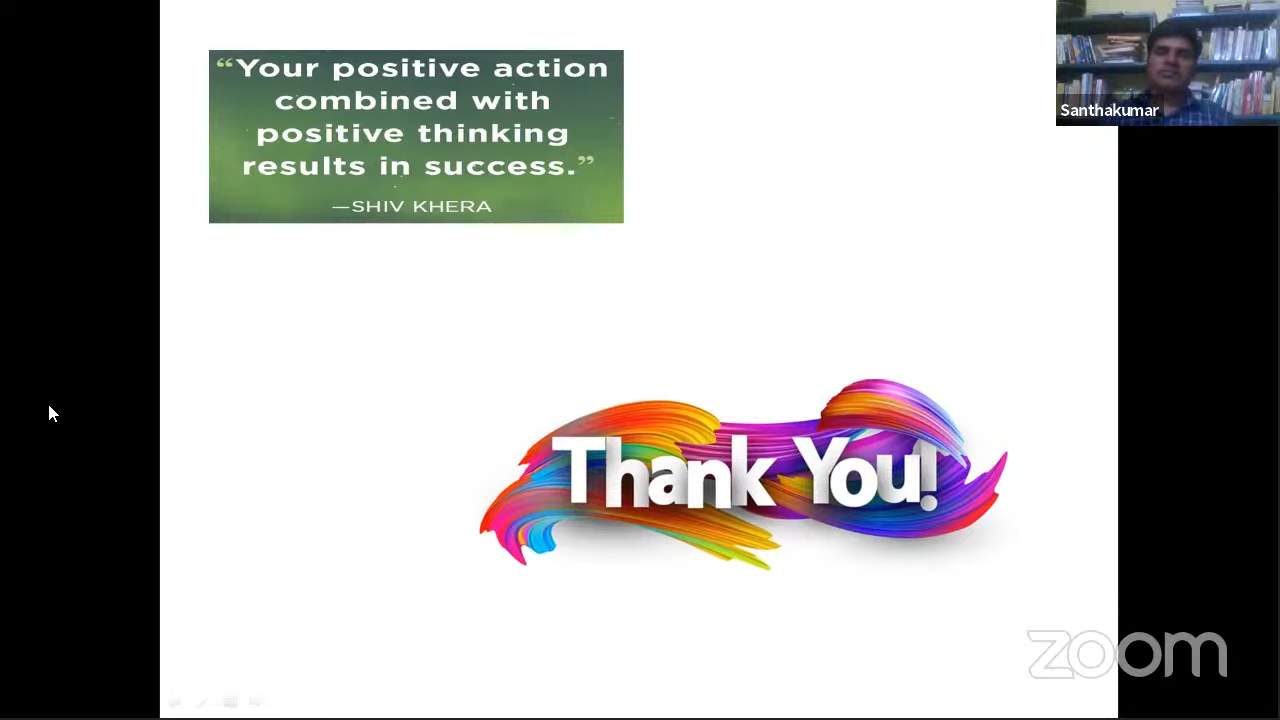 “Your positive action
combined with
positive thinking
results in success.”
—SHIV KHERA
Santhakumar
Thank You!
zoom